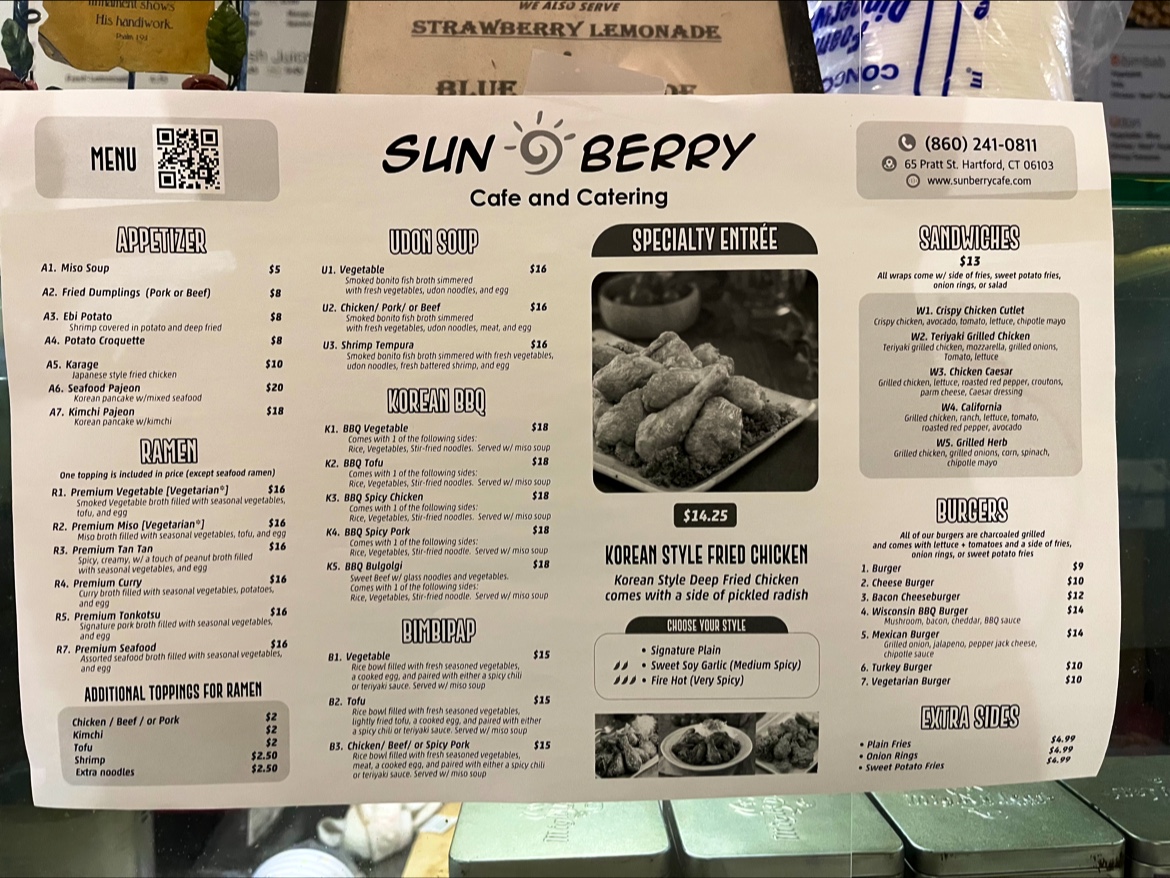 firmament shows
His handiwork.
Psalm 19:1
WE ALSO SERVE
STRAWBERRY LEMONADE
BLUE
MENU
SUN BERRY
Cafe and Catering
(860) 241-0811
65 Pratt St. Hartford, CT 06103
www.sunberrycafe.com
APPETIZER
A1. Miso Soup $5
A2. Fried Dumplings (Pork or Beef) $8
A3. Ebi Potato $8
Shrimp covered in potato and deep fried
A4. Potato Croquette $8
A5. Karage $10
Japanese style fried chicken
A6. Seafood Pajeon $20
Korean pancake w/mixed seafood
A7. Kimchi Pajeon $18
Korean pancake w/kimchi
RAMEN
One topping is included in price (except seafood ramen)
R1. Premium Vegetable [Vegetarian*] $16
Smoked Vegetable broth filled with seasonal vegetables,
tofu, and egg
R2. Premium Miso [Vegetarian*] $16
Miso broth filled with seasonal vegetables, tofu, and egg
R3. Premium Tan Tan $16
Spicy, creamy, w/a touch of peanut broth filled
with seasonal vegetables, and egg
R4. Premium Curry $16
Curry broth filled with seasonal vegetables, potatoes,
and egg
R5. Premium Tonkotsu $16
Signature pork broth filled with seasonal vegetables,
and egg
R7. Premium Seafood $16
Assorted seafood broth filled with seasonal vegetables,
and egg
ADDITIONAL TOPPINGS FOR RAMEN
Chicken / Beef / or Pork $2
Kimchi $2
Tofu $2
Shrimp $2.50
Extra noodles $2.50
UDON SOUP
U1. Vegetable $16
Smoked bonito fish broth simmered
with fresh vegetables, udon noodles, and egg
U2. Chicken/ Pork/ or Beef $16
Smoked bonito fish broth simmered
with fresh vegetables, udon noodles, meat, and egg
U3. Shrimp Tempura $16
Smoked bonito fish broth simmered with fresh vegetables,
udon noodles, fresh battered shrimp, and egg
KOREAN BBQ
K1. BBQ Vegetable $18
Comes with 1 of the following sides:
Rice, Vegetables, Stir-fried noodles. Served w/ miso soup
K2. BBQ Tofu $18
Comes with 1 of the following sides:
Rice, Vegetables, Stir-fried noodles. Served w/ miso soup
K3. BBQ Spicy Chicken $18
Comes with 1 of the following sides:
Rice, Vegetables, Stir-fried noodles. Served w/ miso soup
K4. BBQ Spicy Pork $18
Comes with 1 of the following sides:
Rice, Vegetables, Stir-fried noodle. Served w/ miso soup
K5. BBQ Bulgolgi $18
Sweet Beef w/ glass noodles and vegetables.
Comes with 1 of the following sides:
Rice, Vegetables, Stir-fried noodle. Served w/ miso soup
BIMBIPAP
B1. Vegetable $15
Rice bowl filled with fresh seasoned vegetables,
a cooked egg, and paired with either a spicy chili
or teriyaki sauce. Served w/ miso soup
B2. Tofu $15
Rice bowl filled with fresh seasoned vegetables,
lightly fried tofu, a cooked egg, and paired with either
a spicy chili or teriyaki sauce. Served w/ miso soup
B3. Chicken/ Beef/ or Spicy Pork $15
Rice bowl filled with fresh seasoned vegetables,
meat, a cooked egg, and paired with either a spicy chili
or teriyaki sauce. Served w/ miso soup
SPECIALTY ENTRÉE
$14.25
KOREAN STYLE FRIED CHICKEN
Korean Style Deep Fried Chicken
comes with a side of pickled radish
CHOOSE YOUR STYLE
• Signature Plain
• Sweet Soy Garlic (Medium Spicy)
• Fire Hot (Very Spicy)
SANDWICHES
$13
All wraps come w/ side of fries, sweet potato fries,
onion rings, or salad
W1. Crispy Chicken Cutlet
Crispy chicken, avocado, tomato, lettuce, chipotle mayo
W2. Teriyaki Grilled Chicken
Teriyaki grilled chicken, mozzarella, grilled onions,
Tomato, lettuce
W3. Chicken Caesar
Grilled chicken, lettuce, roasted red pepper, croutons,
parm cheese, Caesar dressing
W4. California
Grilled chicken, ranch, lettuce, tomato,
roasted red pepper, avocado
W5. Grilled Herb
Grilled chicken, grilled onions, corn, spinach,
chipotle mayo
BURGERS
All of our burgers are charcoaled grilled
and comes with lettuce + tomatoes and a side of fries,
onion rings, or sweet potato fries
1. Burger $9
2. Cheese Burger $10
3. Bacon Cheeseburger $12
4. Wisconsin BBQ Burger $14
Mushroom, bacon, cheddar, BBQ sauce
5. Mexican Burger $14
Grilled onion, jalapeno, pepper jack cheese,
chipotle sauce
6. Turkey Burger $10
7. Vegetarian Burger $10
EXTRA SIDES
• Plain Fries $4.99
• Onion Rings $4.99
• Sweet Potato Fries $4.99